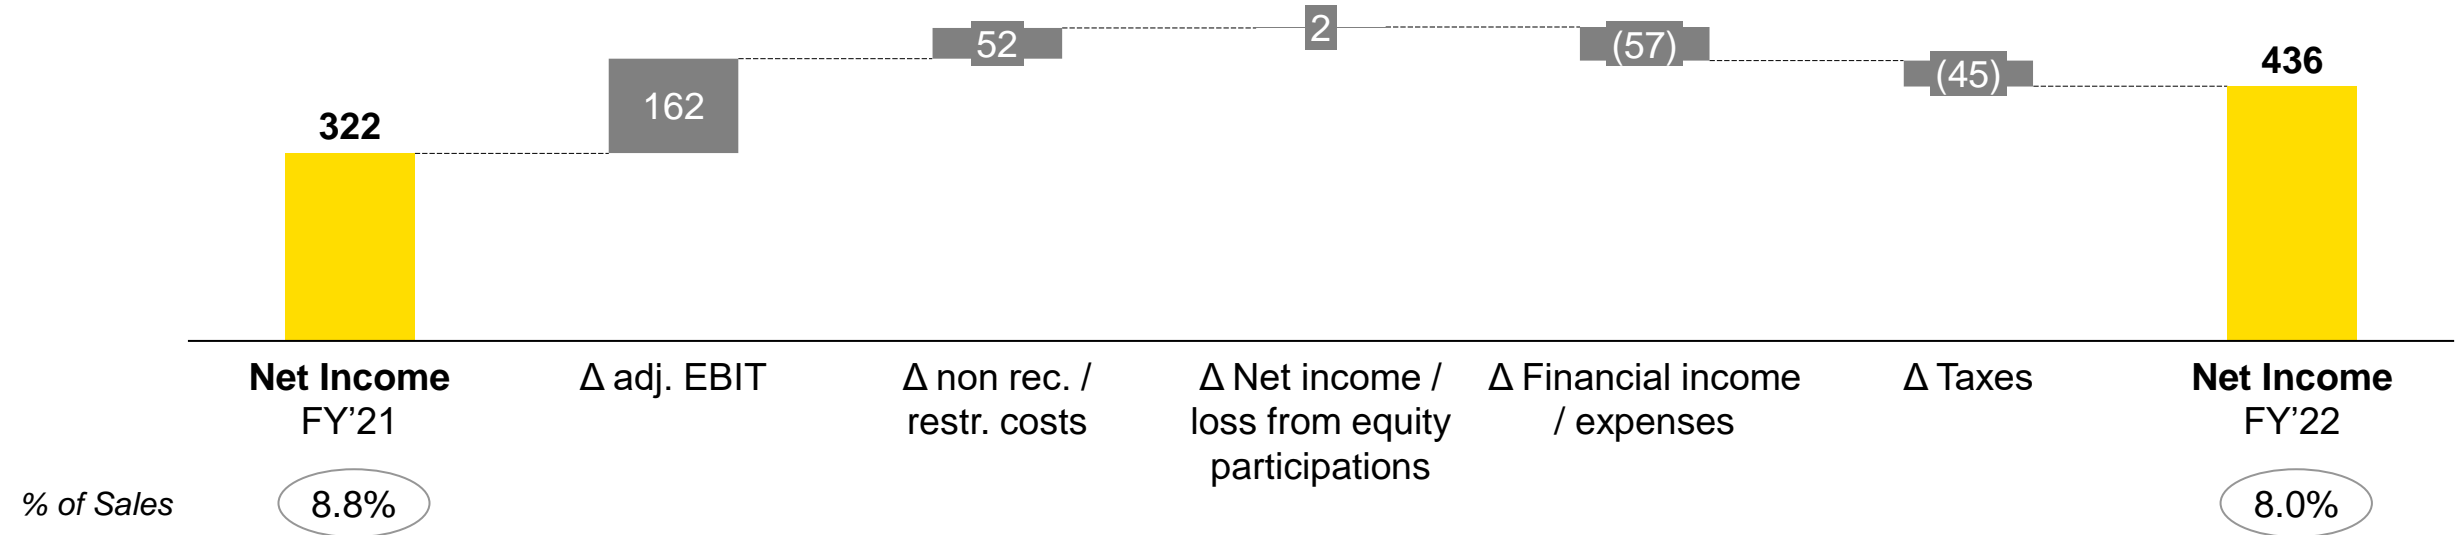 322
162
52
2
(57)
(45)
436
Net Income
FY’21
Δ adj. EBIT
Δ non rec. /
restr. costs
Δ Net income /
loss from equity
participations
Δ Financial income
/ expenses
Δ Taxes
Net Income
FY’22
% of Sales
8.8%
8.0%